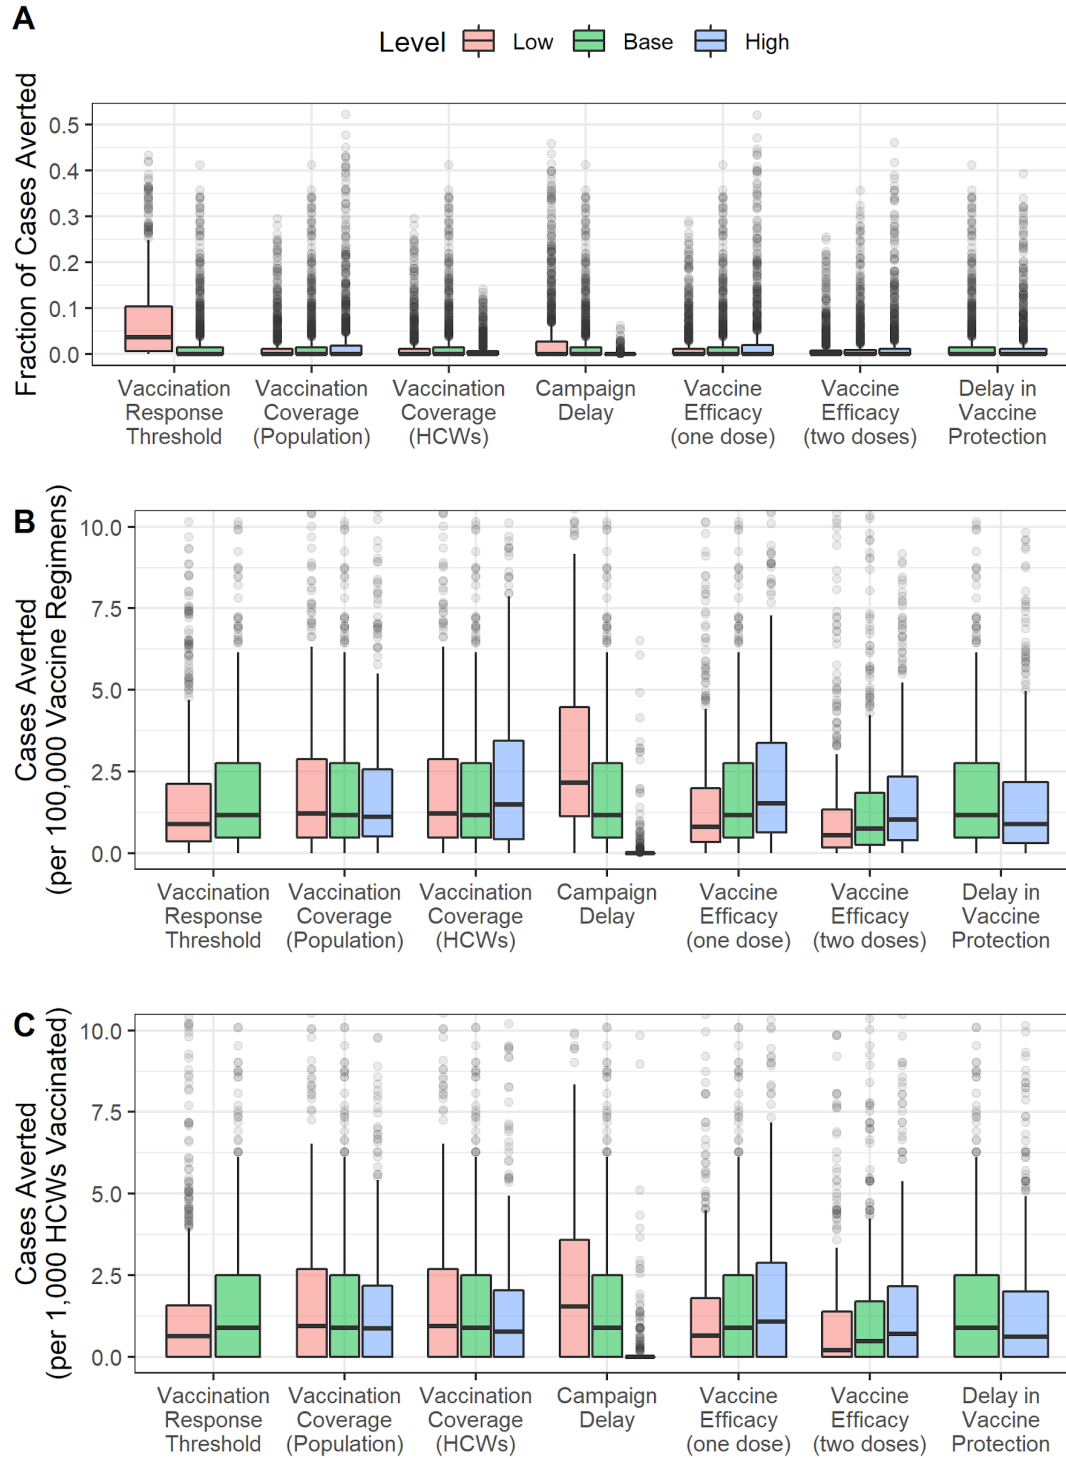 A
Level Low Base High
Fraction of Cases Averted
0.5
0.4
0.3
0.2
0.1
0.0
Vaccination Response Threshold
Vaccination Coverage (Population)
Vaccination Coverage (HCWs)
Campaign Delay
Vaccine Efficacy (one dose)
Vaccine Efficacy (two doses)
Delay in Vaccine Protection
B
Cases Averted
(per 100,000 Vaccine Regimens)
10.0
7.5
5.0
2.5
0.0
Vaccination Response Threshold
Vaccination Coverage (Population)
Vaccination Coverage (HCWs)
Campaign Delay
Vaccine Efficacy (one dose)
Vaccine Efficacy (two doses)
Delay in Vaccine Protection
C
Cases Averted
(per 1,000 HCWs Vaccinated)
10.0
7.5
5.0
2.5
0.0
Vaccination Response Threshold
Vaccination Coverage (Population)
Vaccination Coverage (HCWs)
Campaign Delay
Vaccine Efficacy (one dose)
Vaccine Efficacy (two doses)
Delay in Vaccine Protection